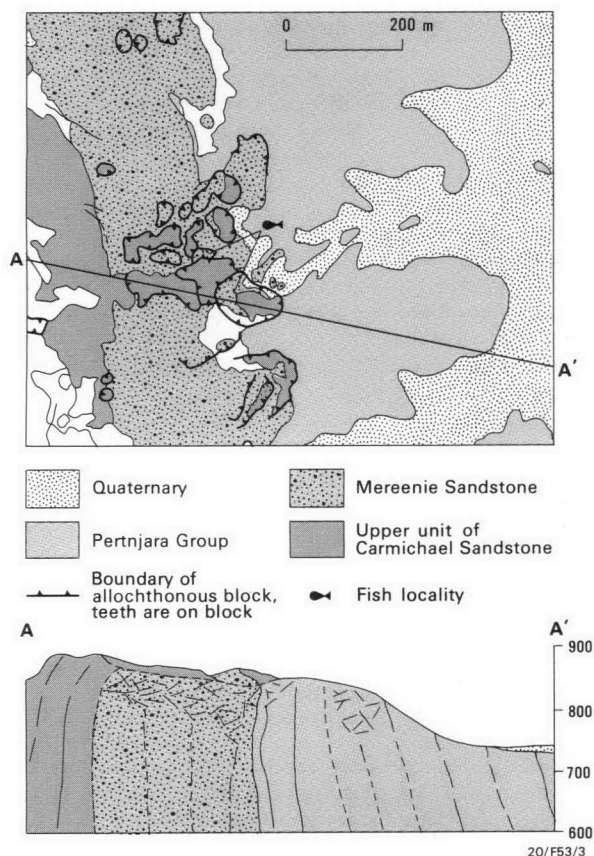 0 200 m
A
A'
Quaternary
Mereenie Sandstone
Pertnjara Group
Upper unit of
Carmichael Sandstone
Boundary of
allochthonous block,
teeth are on block
Fish locality
A
A'
900
800
700
600
20/F53/3